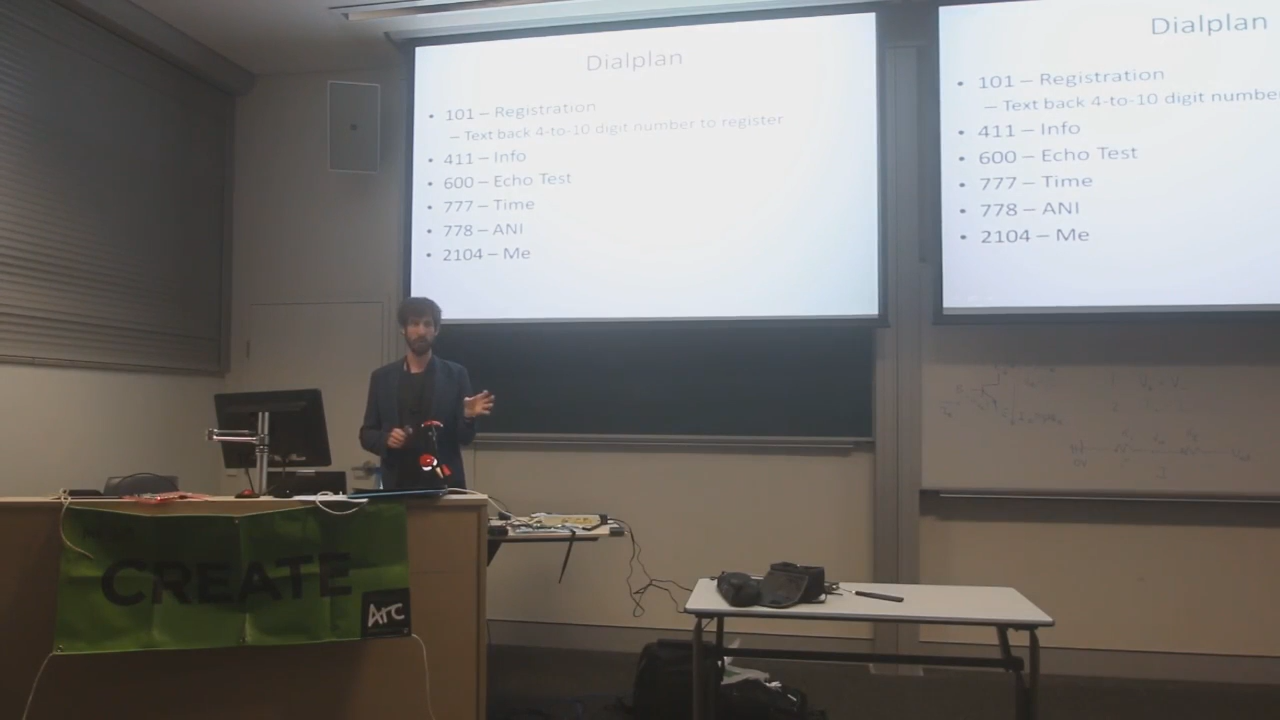 Dialplan
• 101 – Registration
– Text back 4-to-10 digit number to register
• 411 – Info
• 600 – Echo Test
• 777 – Time
• 778 – ANI
• 2104 – Me
Dialplan
• 101 – Registration
– Text back 4-to-10 digit numbe
• 411 – Info
• 600 – Echo Test
• 777 – Time
• 778 – ANI
• 2104 – Me
CREATE
Arc